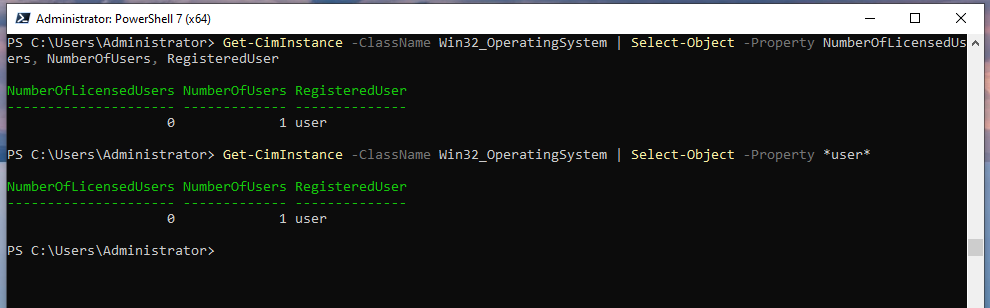 Administrator: PowerShell 7 (x64)
PS C:\Users\Administrator> Get-CimInstance -ClassName Win32_OperatingSystem | Select-Object -Property NumberOfLicensedUs
ers, NumberOfUsers, RegisteredUser
NumberOfLicensedUsers NumberOfUsers RegisteredUser
--------------------- ------------- --------------
                    0             1 user
PS C:\Users\Administrator> Get-CimInstance -ClassName Win32_OperatingSystem | Select-Object -Property *user*
NumberOfLicensedUsers NumberOfUsers RegisteredUser
--------------------- ------------- --------------
                    0             1 user
PS C:\Users\Administrator>